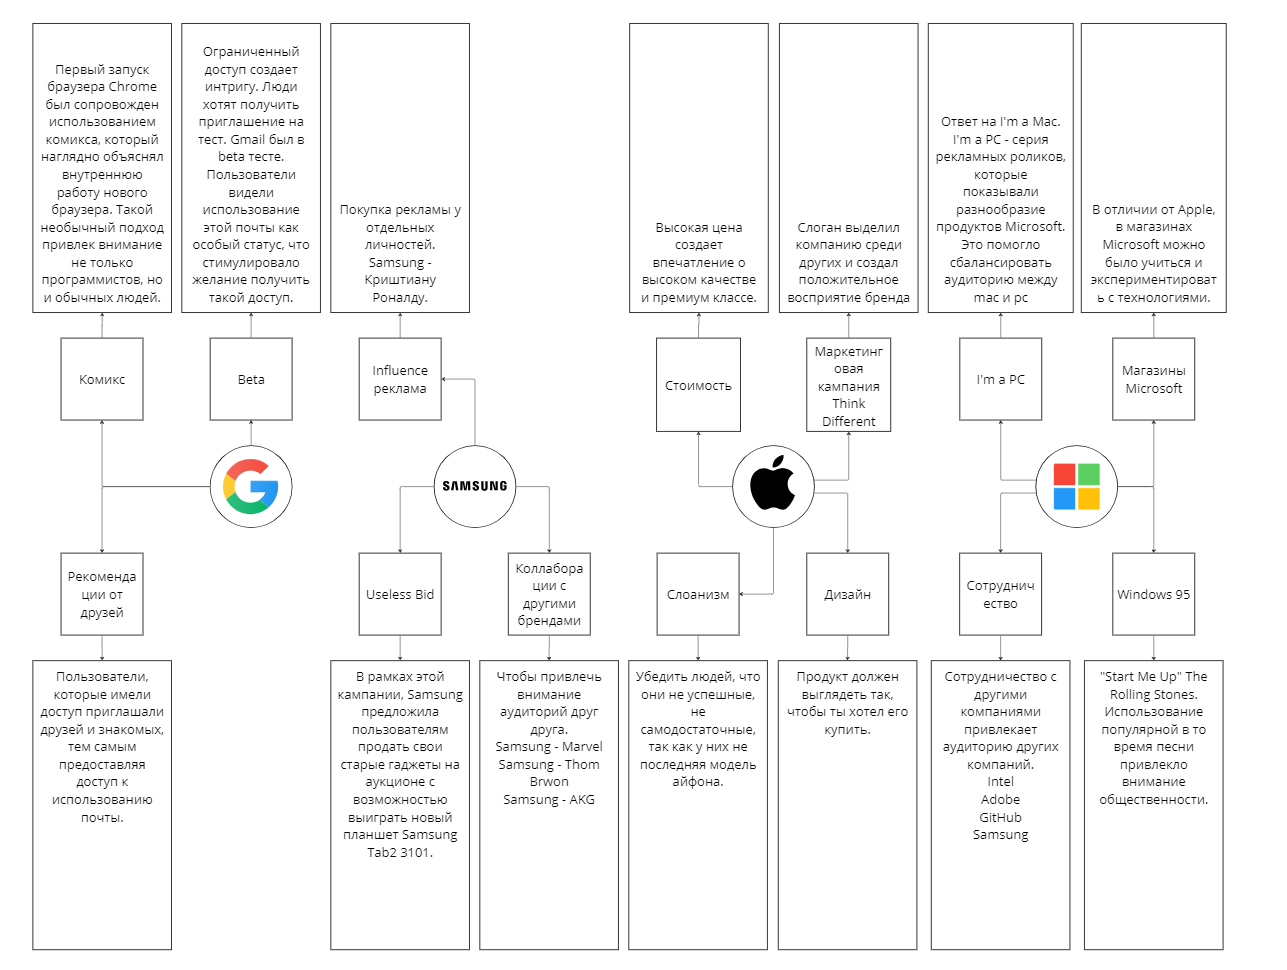 Первый запуск
браузера Chrome
был сопровожден
использованием
комикса, который
наглядно объяснял
внутреннюю
работу нового
браузера. Такой
необычный подход
привлек внимание
не только
программистов, но
и обычных людей.
Ограниченный
доступ создает
интригу. Люди
хотят получить
приглашение на
тест. Gmail был в
beta тесте.
Пользователи
видели
использование
этой почты как
особый статус, что
стимулировало
желание получить
такой доступ.
Покупка рекламы у
отдельных
личностей.
Samsung -
Криштиану
Роналду.
Высокая цена
создает
впечатление о
высоком качестве
и премиум классе.
Слоган выделил
компанию среди
других и создал
положительное
восприятие бренда
Ответ на I'm a Mac.
I'm a PC - серия
рекламных роликов,
которые
показывали
разнообразие
продуктов Microsoft.
Это помогло
сбалансировать
аудиторию между
mac и pc
В отличии от Apple,
в магазинах
Microsoft можно
было учиться и
экспериментироват
ь с технологиями.
Комикс
Beta
Influence
реклама
Стоимость
Маркетинг
овая
кампания
Think
Different
I'm a PC
Магазины
Microsoft
SAMSUNG
Рекоменда
ции от
друзей
Useless Bid
Коллабора
ции с
другими
брендами
Слоанизм
Дизайн
Сотруднич
ество
Windows 95
Пользователи,
которые имели
доступ приглашали
друзей и знакомых,
тем самым
предоставляя
доступ к
использованию
почты.
В рамках этой
кампании, Samsung
предложила
пользователям
продать свои
старые гаджеты на
аукционе с
возможностью
выиграть новый
планшет Samsung
Tab2 3101.
Чтобы привлечь
внимание
аудиторий друг
друга.
Samsung - Marvel
Samsung - Thom
Brwon
Samsung - AKG
Убедить людей, что
они не успешные,
не
самодостаточные,
так как у них не
последняя модель
айфона.
Продукт должен
выглядеть так,
чтобы ты хотел его
купить.
Сотрудничество с
другими
компаниями
привлекает
аудиторию других
компаний.
Intel
Adobe
GitHub
Samsung
"Start Me Up" The
Rolling Stones.
Использование
популярной в то
время песни
привлекло
внимание
общественности.